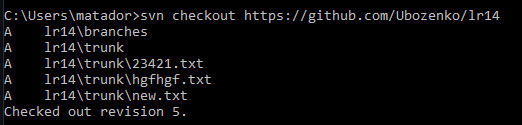 C:\Users\matador>svn checkout https://github.com/Ubozenko/lr14
A    lr14\branches
A    lr14\trunk
A    lr14\trunk\23421.txt
A    lr14\trunk\hgfhgf.txt
A    lr14\trunk\new.txt
Checked out revision 5.